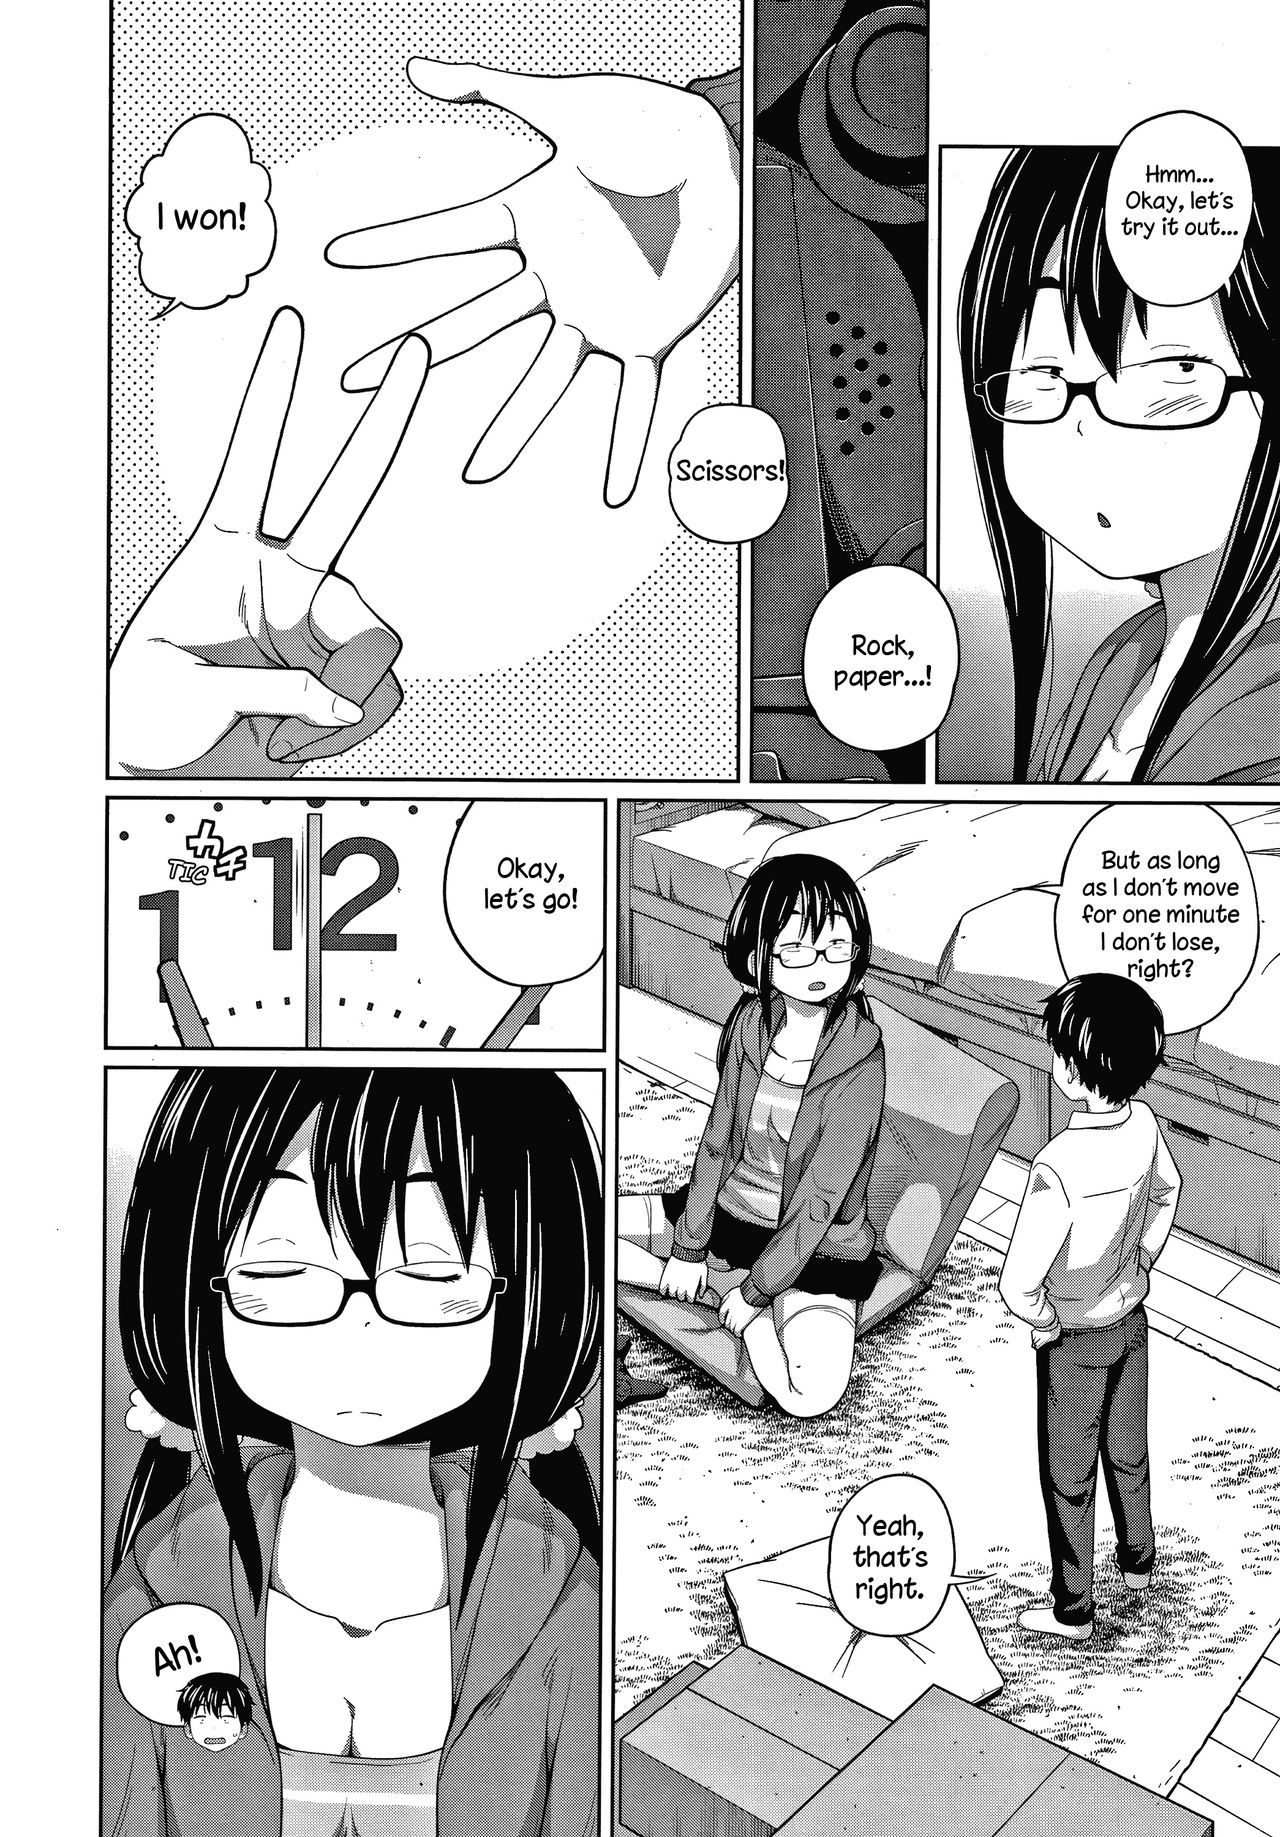 Hmm...
Okay, let's
try it out...
Rock,
paper...!
Scissors!
I won!
But as long
as I don't move
for one minute
I don't lose,
right?
Yeah,
that's
right.
Okay,
let's go!
カチ
TIC
12
1
Ah!